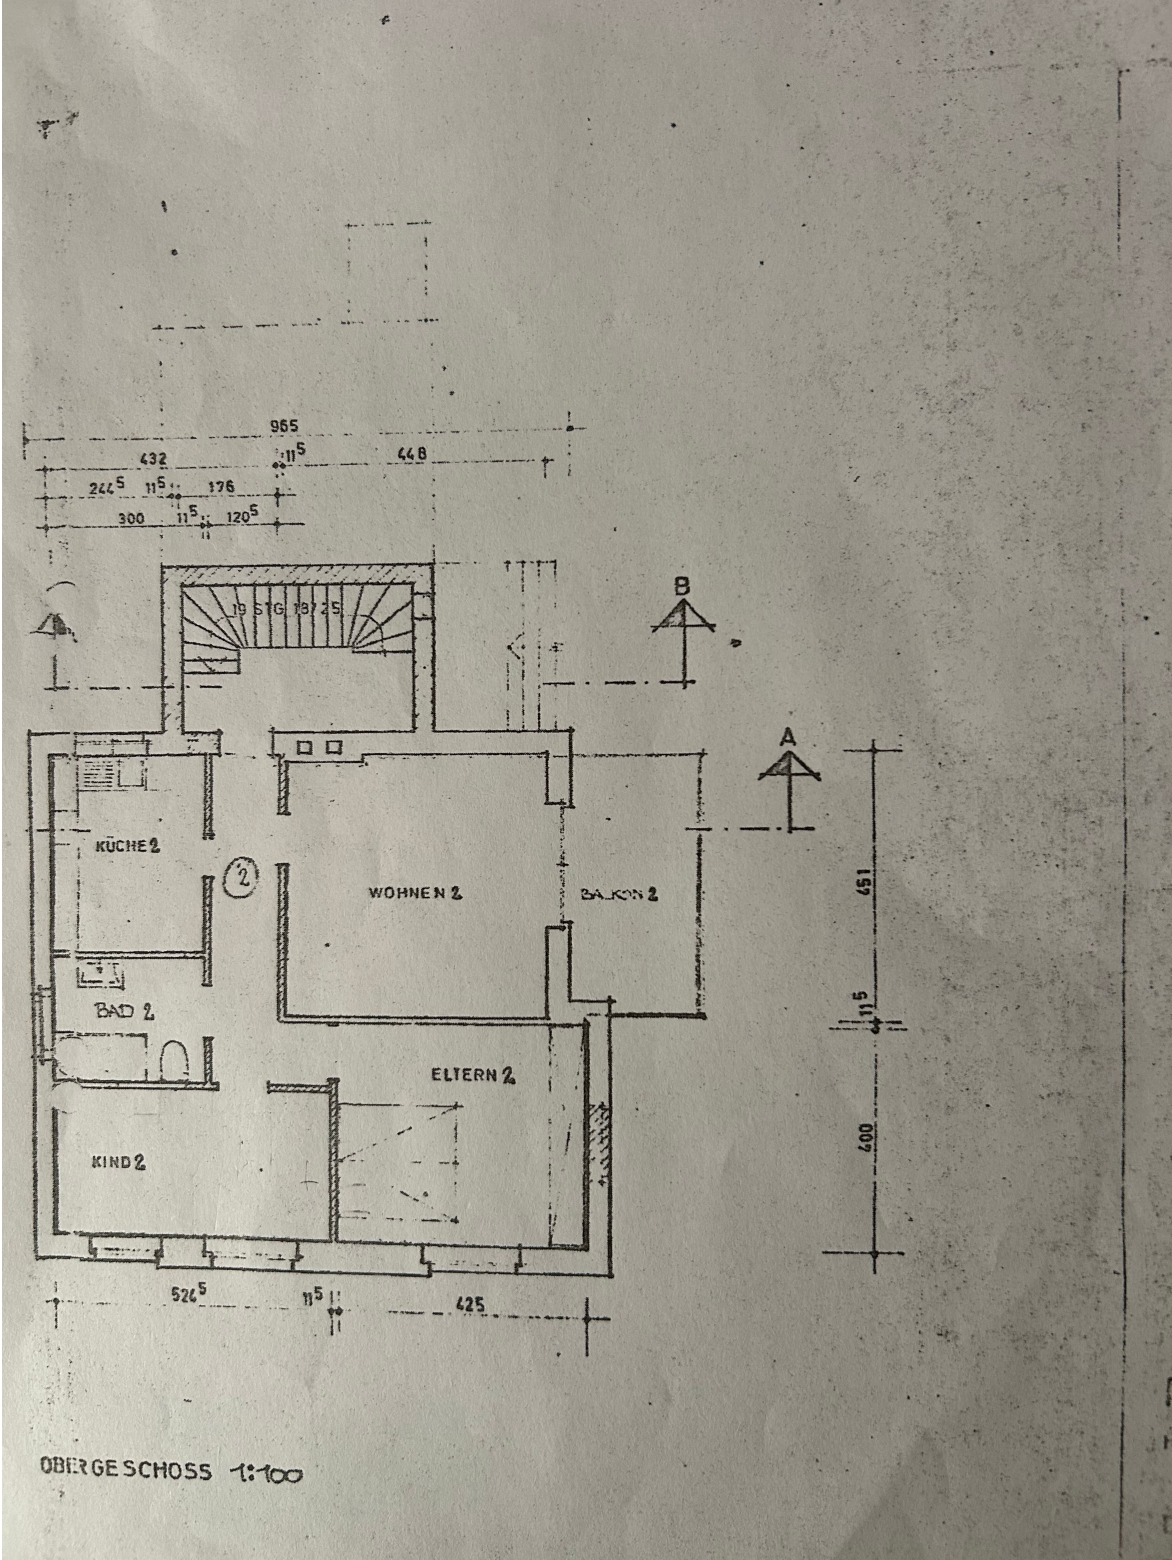 965
432 11⁵ 448
244⁵ 11⁵ 176
300 11⁵ 120⁵
19 STG 18/25
B
A
KÜCHE 2
2
WOHNEN 2
BALKON 2
451
BAD 2
11⁵
ELTERN 2
400
KIND 2
524⁵ 11⁵ 425
OBERGESCHOSS 1:100